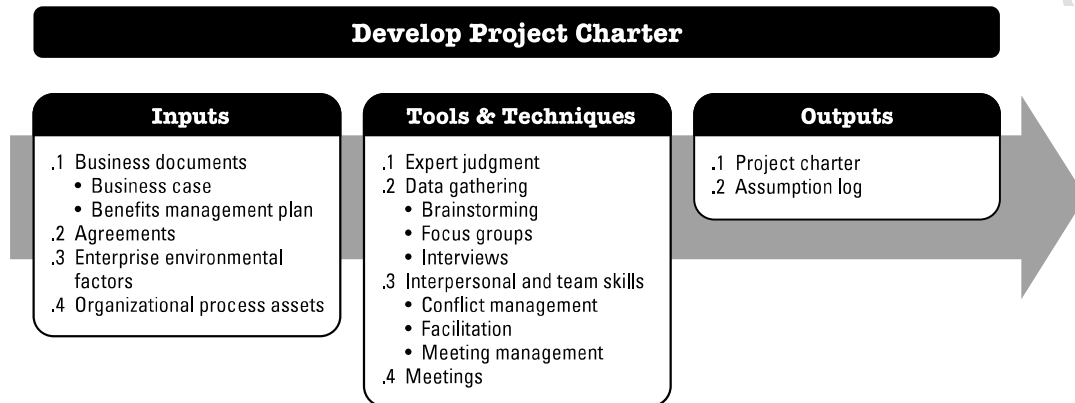 Develop Project Charter
Inputs
.1 Business documents
• Business case
• Benefits management plan
.2 Agreements
.3 Enterprise environmental
factors
.4 Organizational process assets
Tools & Techniques
.1 Expert judgment
.2 Data gathering
• Brainstorming
• Focus groups
• Interviews
.3 Interpersonal and team skills
• Conflict management
• Facilitation
• Meeting management
.4 Meetings
Outputs
.1 Project charter
.2 Assumption log